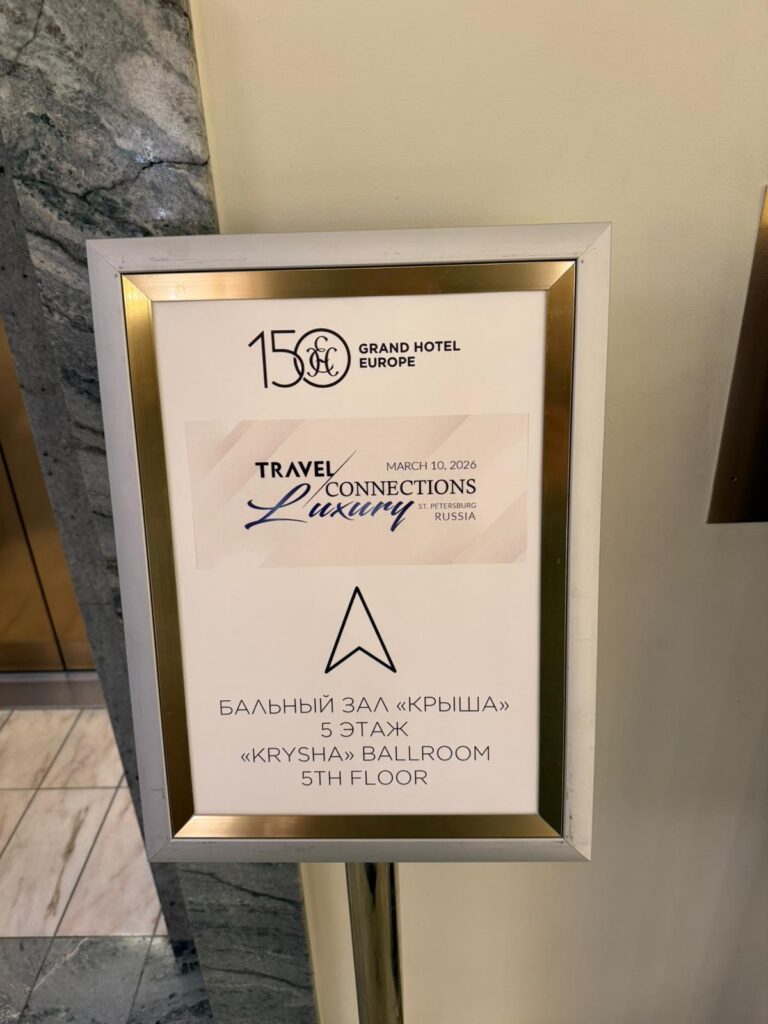 150 GRAND HOTEL
EUROPE
TRAVEL MARCH 10, 2026
CONNECTIONS
Luxury ST. PETERSBURG
RUSSIA
БАЛЬНЫЙ ЗАЛ «КРЫША»
5 ЭТАЖ
«KRYSHA» BALLROOM
5TH FLOOR